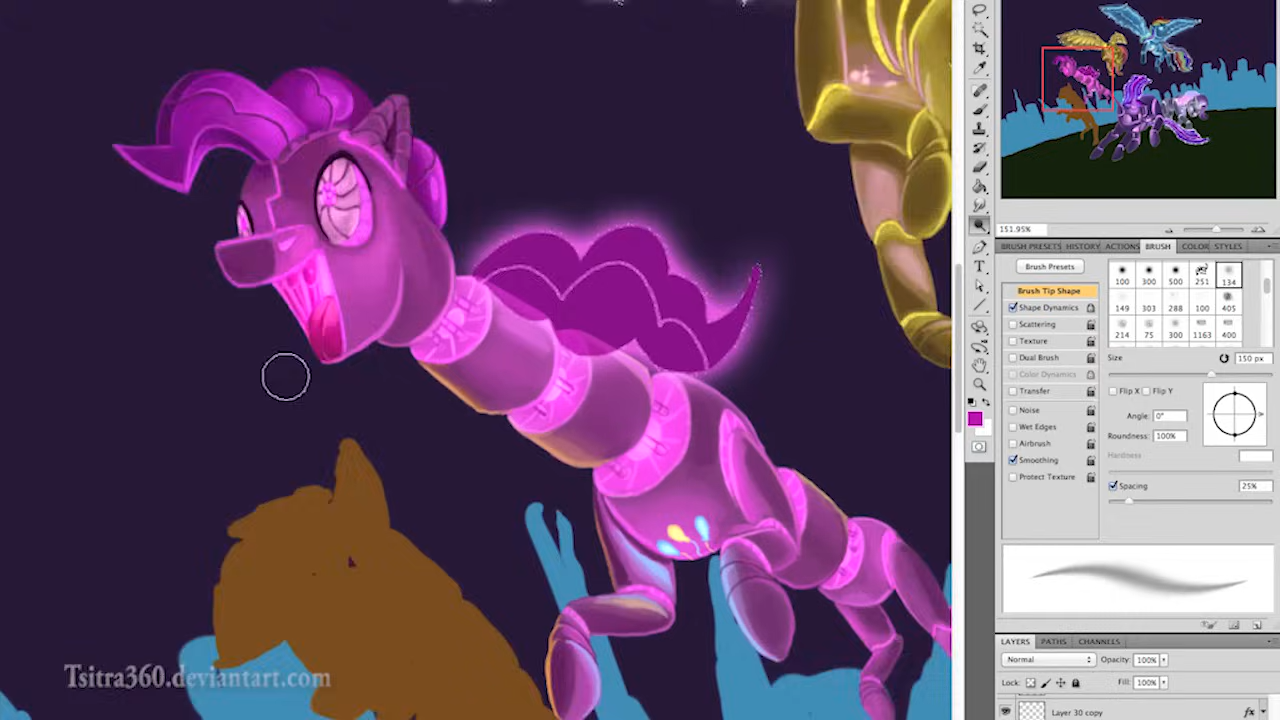 151.95%
BRUSH PRESETS HISTORY ACTIONS BRUSH COLOR STYLES
Brush Presets
100 300 500 251 134
Brush Tip Shape
Shape Dynamics
149 303 288 100 405
Scattering
214 75 300 1163 400
Texture
Dual Brush
Size 150 px
Color Dynamics
Transfer
Flip X Flip Y
Noise
Angle: 0°
Wet Edges
Roundness: 100%
Airbrush
Hardness
Smoothing
Protect Texture
Spacing 25%
LAYERS PATHS CHANNELS
Normal Opacity: 100%
Lock: Fill: 100%
Layer 30 copy fx
Tsitra360.deviantart.com